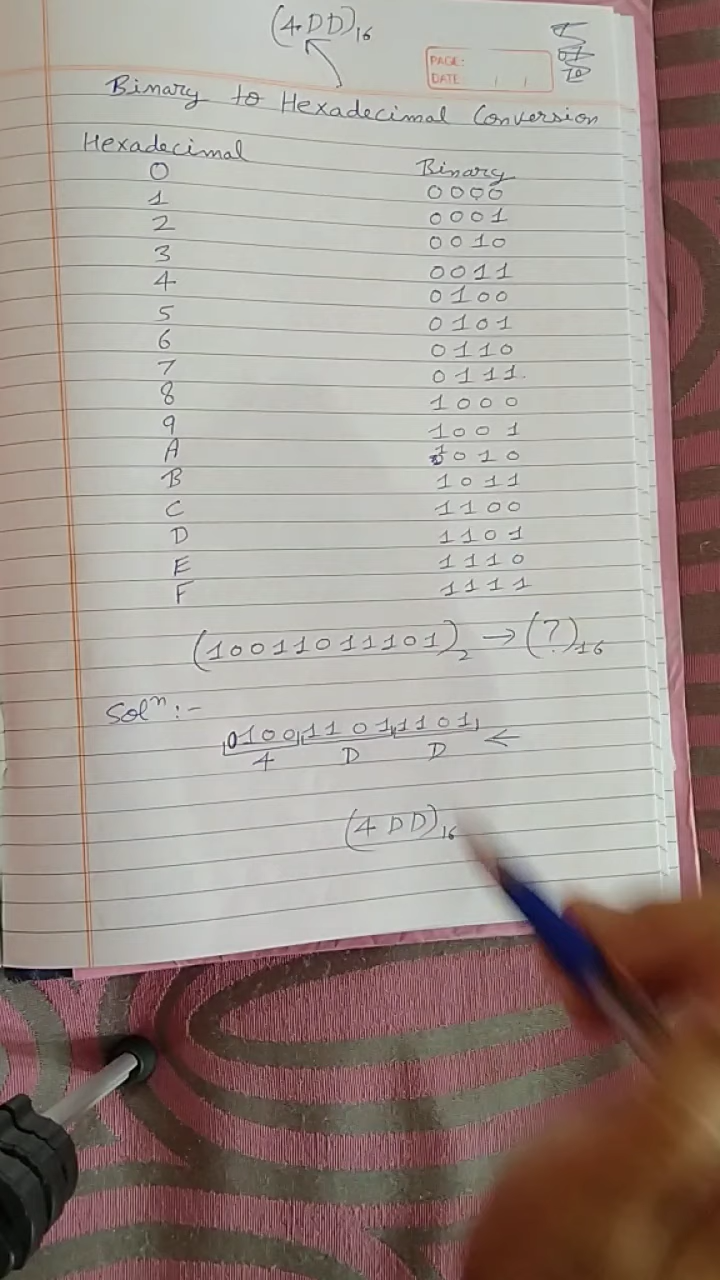 (4DD)16
PAGE:
DATE
Binary to Hexadecimal Conversion
Hexadecimal Binary
0 0000
1 0001
2 0010
3 0011
4 0100
5 0101
6 0110
7 0111
8 1000
9 1001
A 1010
B 1011
C 1100
D 1101
E 1110
F 1111
(10011011101)2 → (?)16
Solⁿ :-
0100,1101,1101, ←
4 D D
(4DD)16